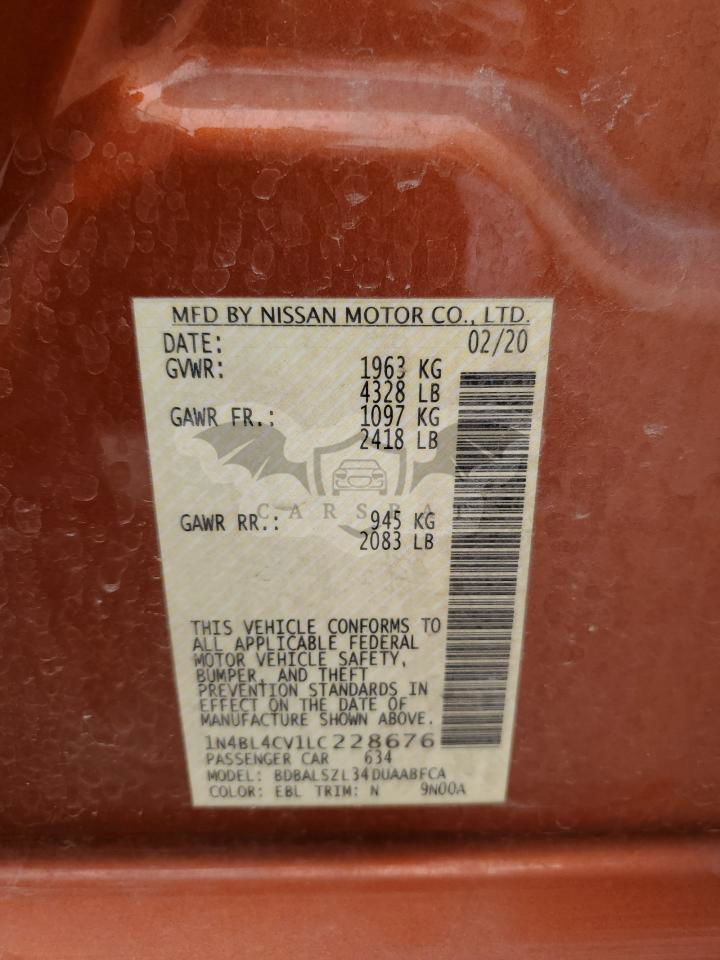 MFD BY NISSAN MOTOR CO., LTD.
DATE: 02/20
GVWR: 1963 KG
4328 LB
GAWR FR.: 1097 KG
2418 LB
CARSBAT
GAWR RR.: 945 KG
2083 LB
THIS VEHICLE CONFORMS TO
ALL APPLICABLE FEDERAL
MOTOR VEHICLE SAFETY,
BUMPER, AND THEFT
PREVENTION STANDARDS IN
EFFECT ON THE DATE OF
MANUFACTURE SHOWN ABOVE.
1N4BL4CV1LC228676
PASSENGER CAR 634
MODEL: BDBALSZL34DUAABFCA
COLOR: EBL TRIM: N 9N00A